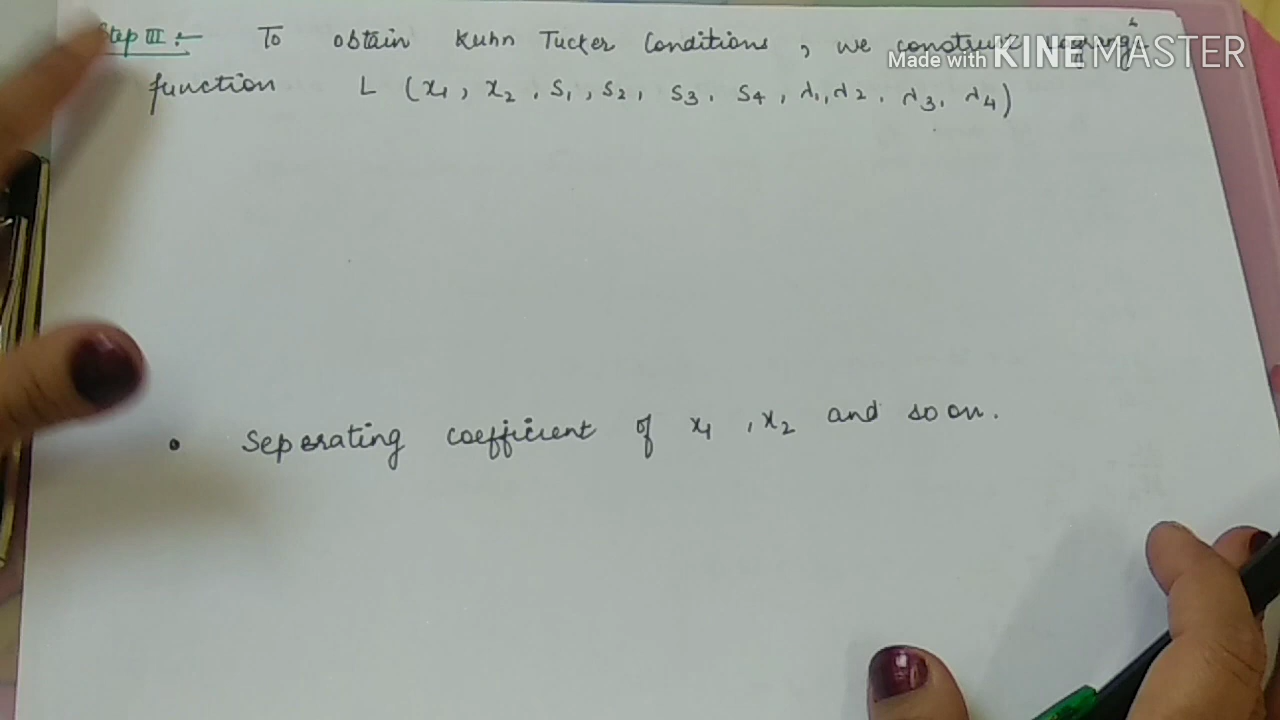 Step III :- To obtain Kuhn Tucker Conditions, we construct
Made with KINEMASTER
function L (x1, x2, S1, S2, S3, S4, λ1, λ2, λ3, λ4)
• Seperating coefficient of x1, x2 and so on.